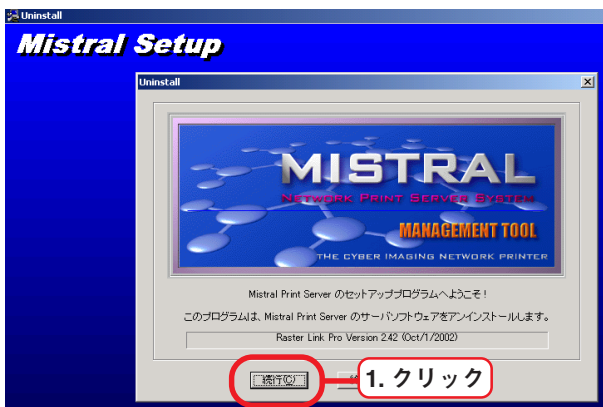 Uninstall
Mistral Setup
Uninstall
MISTRAL
NETWORK PRINT SERVER SYSTEM
MANAGEMENT TOOL
THE CYBER IMAGING NETWORK PRINTER
Mistral Print Server のセットアッププログラムへようこそ！
このプログラムは、Mistral Print Server のサーバソフトウェアをアンインストールします。
Raster Link Pro Version 2.42 (Oct/1/2002)
続行(C)
1. クリック